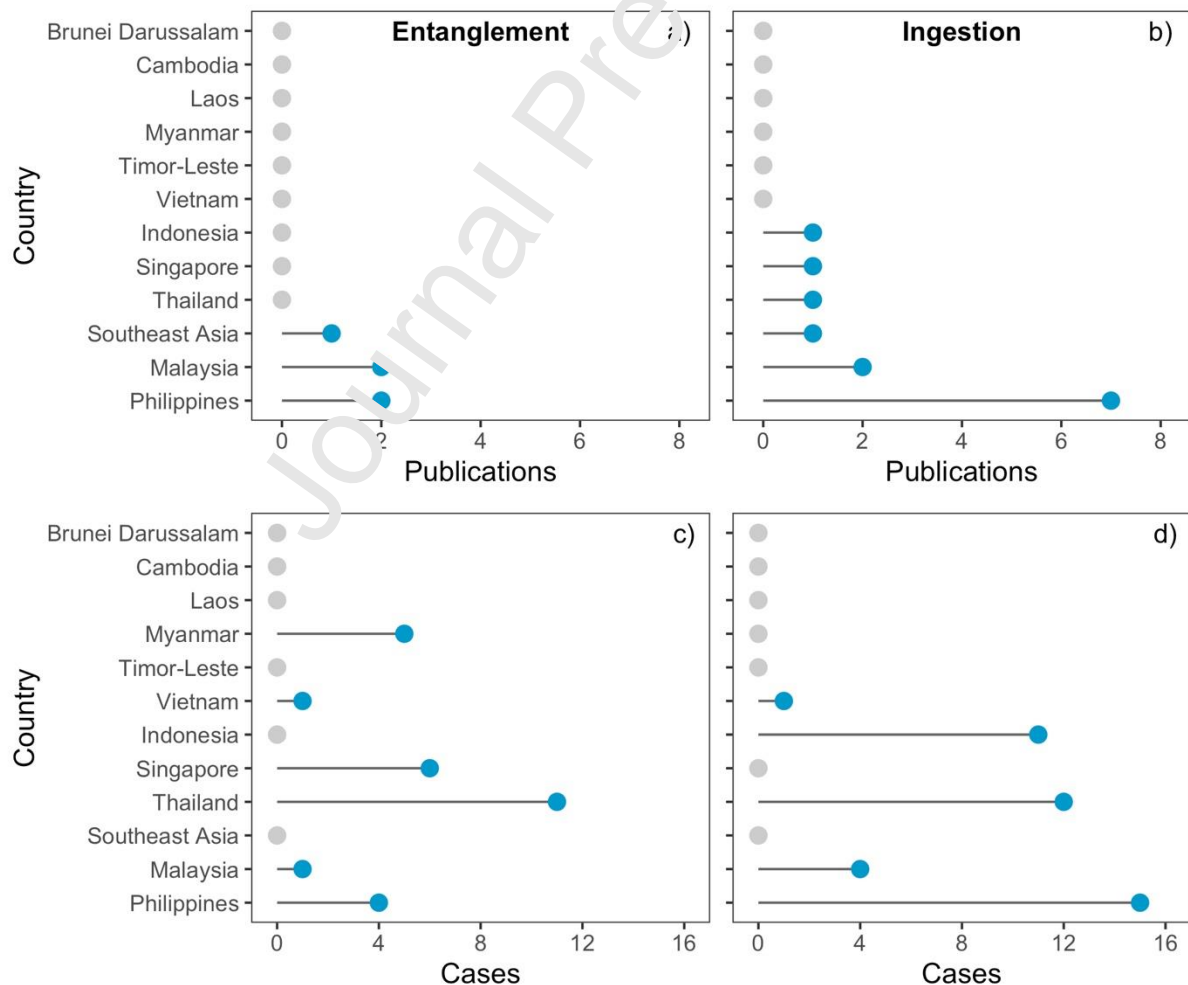 Entanglement a)
Ingestion b)
Country
Brunei Darussalam
Cambodia
Laos
Myanmar
Timor-Leste
Vietnam
Indonesia
Singapore
Thailand
Southeast Asia
Malaysia
Philippines
0 2 4 6 8
0 2 4 6 8
Publications
Publications
Journal Pre
c)
d)
Country
Brunei Darussalam
Cambodia
Laos
Myanmar
Timor-Leste
Vietnam
Indonesia
Singapore
Thailand
Southeast Asia
Malaysia
Philippines
0 4 8 12 16
0 4 8 12 16
Cases
Cases